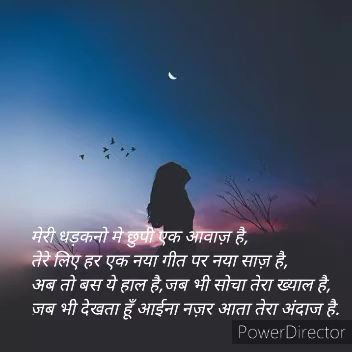 मेरी धड़कनो मे छुपी एक आवाज़ है,
तेरे लिए हर एक नया गीत पर नया साज़ है,
अब तो बस ये हाल है,जब भी सोचा तेरा ख्याल है,
जब भी देखता हूँ आईना नज़र आता तेरा अंदाज है.
PowerDirector